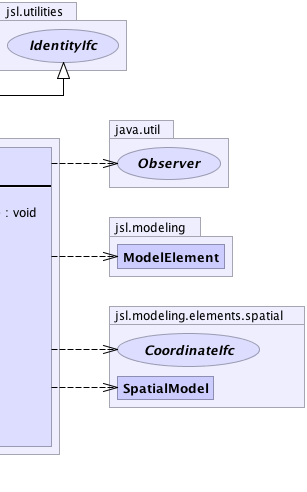 jsl.utilities
IdentityIfc
java.util
Observer
: void
jsl.modeling
ModelElement
jsl.modeling.elements.spatial
CoordinateIfc
SpatialModel